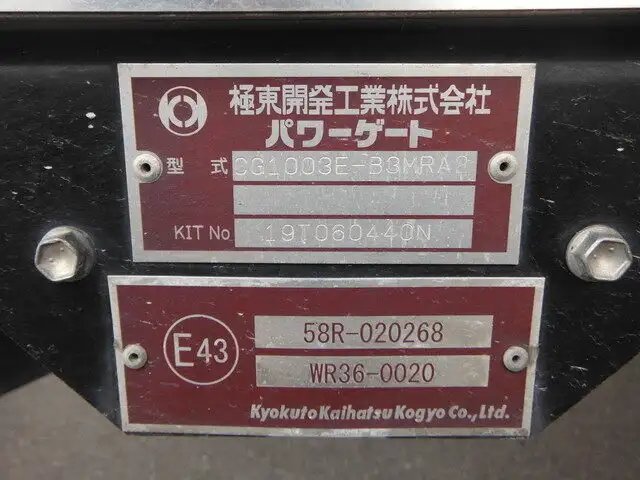 極東開発工業株式会社
パワーゲート
型 式 CG1003E-B3MRA2
KIT No 19T060440N
E43
58R-020268
WR36-0020
Kyokuto Kaihatsu Kogyo Co., Ltd.